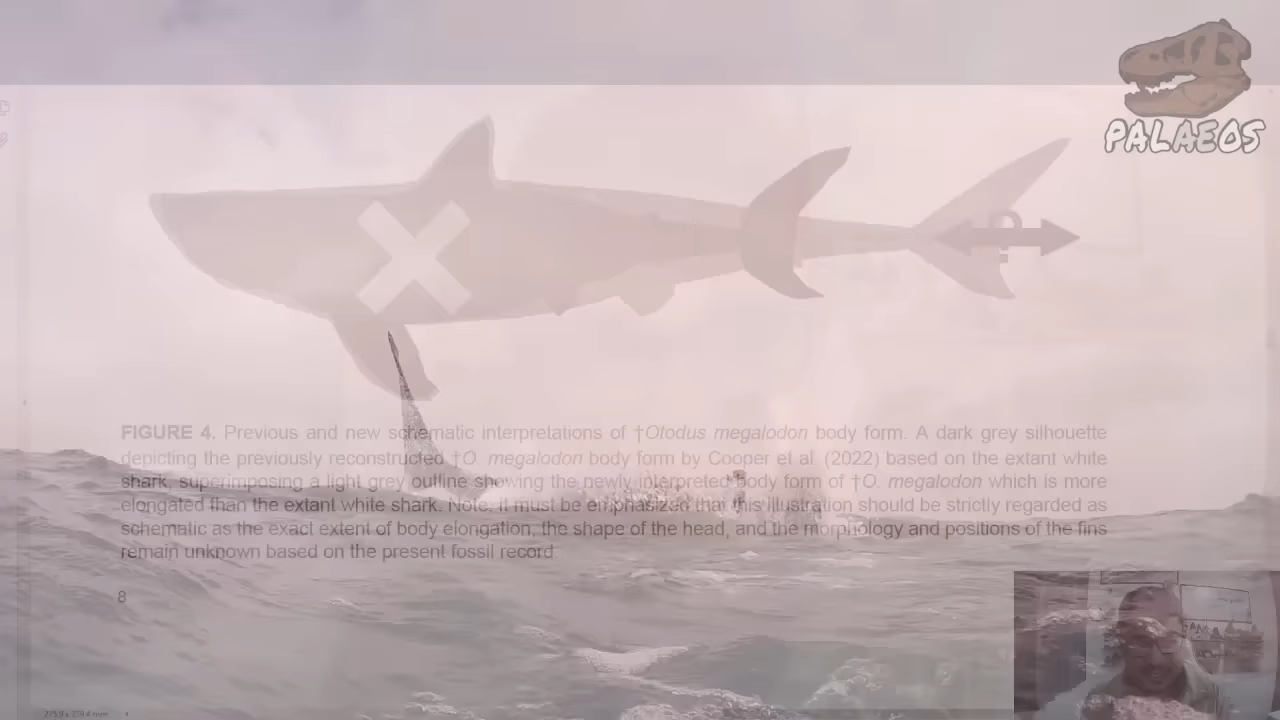 PALAEOS
FIGURE 4. Previous and new schematic interpretations of †Otodus megalodon body form. A dark grey silhouette
depicting the previously reconstructed †O. megalodon body form by Cooper et al. (2022) based on the extant white
shark, superimposing a light grey outline showing the newly interpreted body form of †O. megalodon which is more
elongated than the extant white shark. Note, it must be emphasized that this illustration should be strictly regarded as
schematic as the exact extent of body elongation, the shape of the head, and the morphology and positions of the fins
remain unknown based on the present fossil record.
8